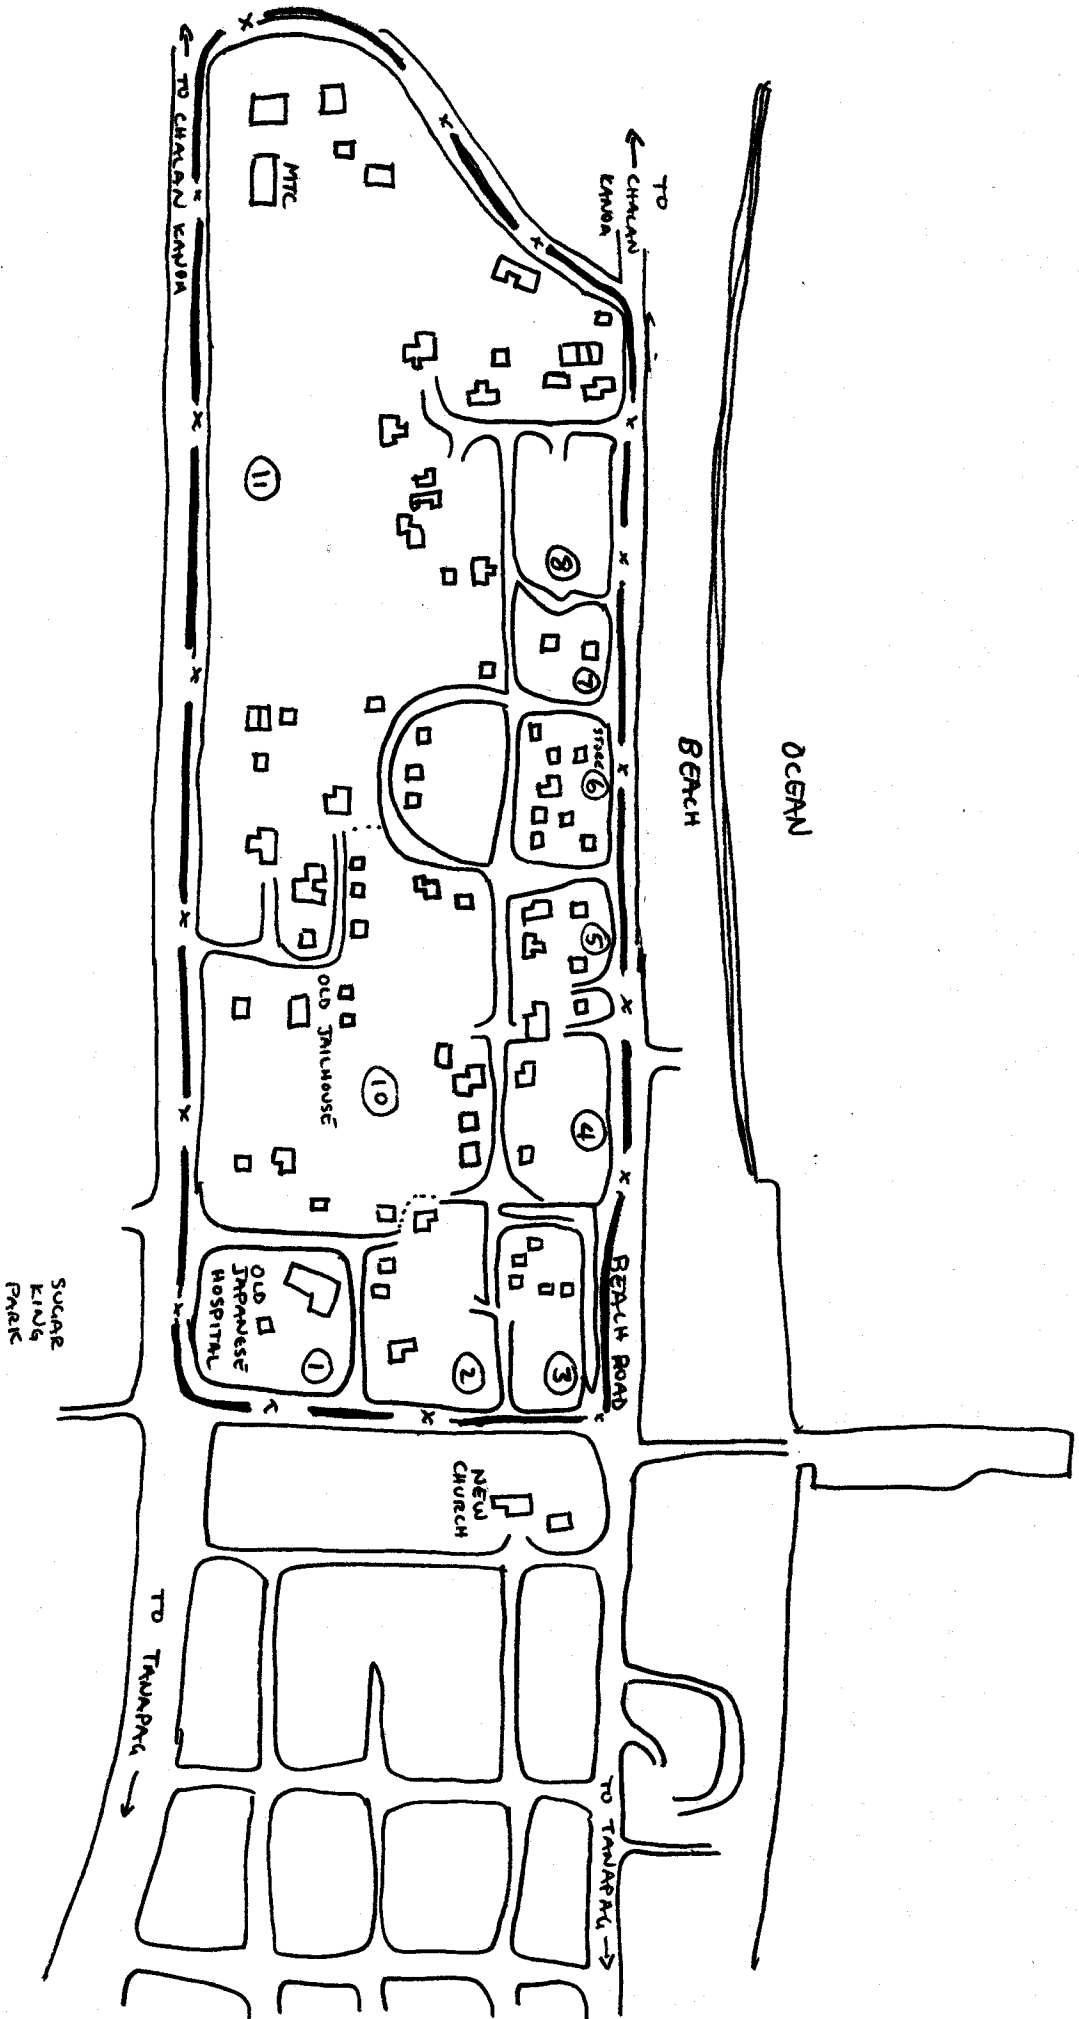 OCEAN
BEACH
← TO
CHALAN
KANOA
BEACH ROAD
TO TANAPAG →
8
7
STORE
6
5
4
3
2
NEW
CHURCH
11
10
OLD JAILHOUSE
MTC
1
OLD
JAPANESE
HOSPITAL
← TO CHALAN KANOA
TO TANAPAG →
SUGAR
KING
PARK